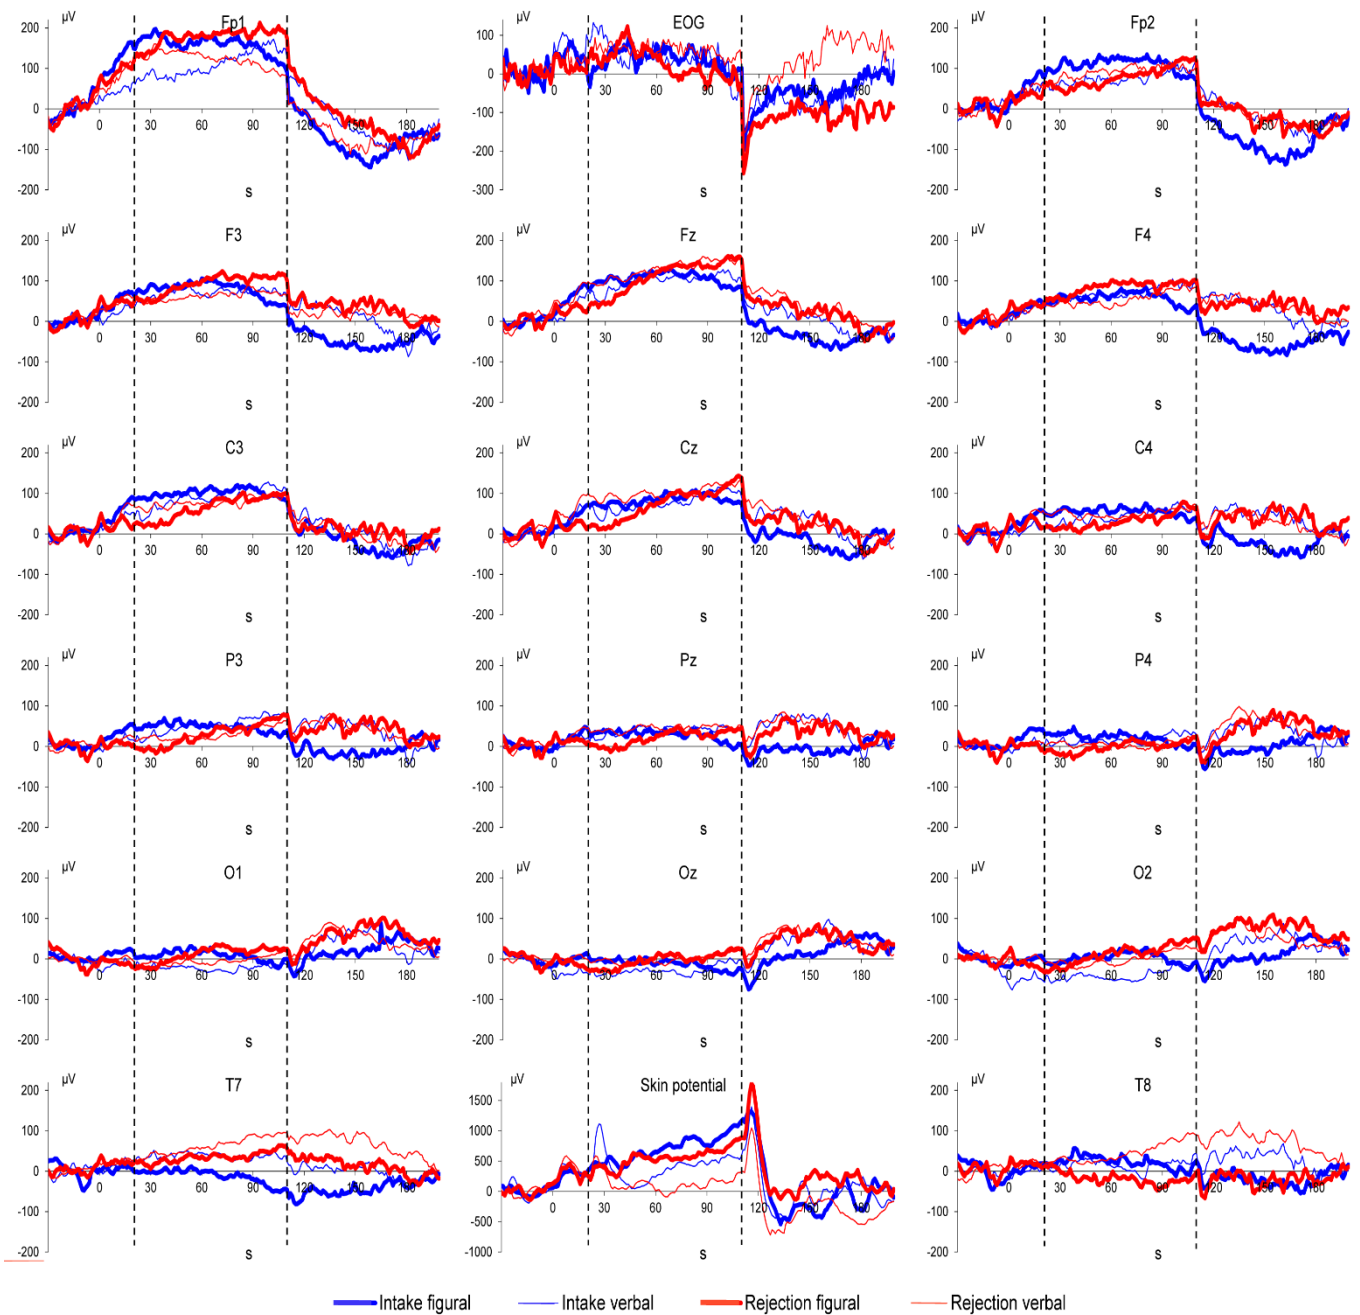 µV Fp1 µV EOG µV Fp2
200 100 200
100 0 100
0 -100 0
-100 -200 -100
-200 -300 -200
0 30 60 90 120 150 180 0 30 60 90 120 150 180 0 30 60 90 120 150 180
s s s
µV F3 µV Fz µV F4
200 200 200
100 100 100
0 0 0
-100 -100 -100
-200 -200 -200
0 30 60 90 120 150 180 0 30 60 90 120 150 180 0 30 60 90 120 150 180
s s s
µV C3 µV Cz µV C4
200 200 200
100 100 100
0 0 0
-100 -100 -100
-200 -200 -200
0 30 60 90 120 150 180 0 30 60 90 120 150 180 0 30 60 90 120 150 180
s s s
µV P3 µV Pz µV P4
200 200 200
100 100 100
0 0 0
-100 -100 -100
-200 -200 -200
0 30 60 90 120 150 180 0 30 60 90 120 150 180 0 30 60 90 120 150 180
s s s
µV O1 µV Oz µV O2
200 200 200
100 100 100
0 0 0
-100 -100 -100
-200 -200 -200
0 30 60 90 120 150 180 0 30 60 90 120 150 180 0 30 60 90 120 150 180
s s s
µV T7 µV Skin potential µV T8
200 1500 200
100 1000 100
0 500 0
-100 0 -100
-200 -500 -200
-1000
0 30 60 90 120 150 180 0 30 60 90 120 150 180 0 30 60 90 120 150 180
s s s
Intake figural Intake verbal Rejection figural Rejection verbal